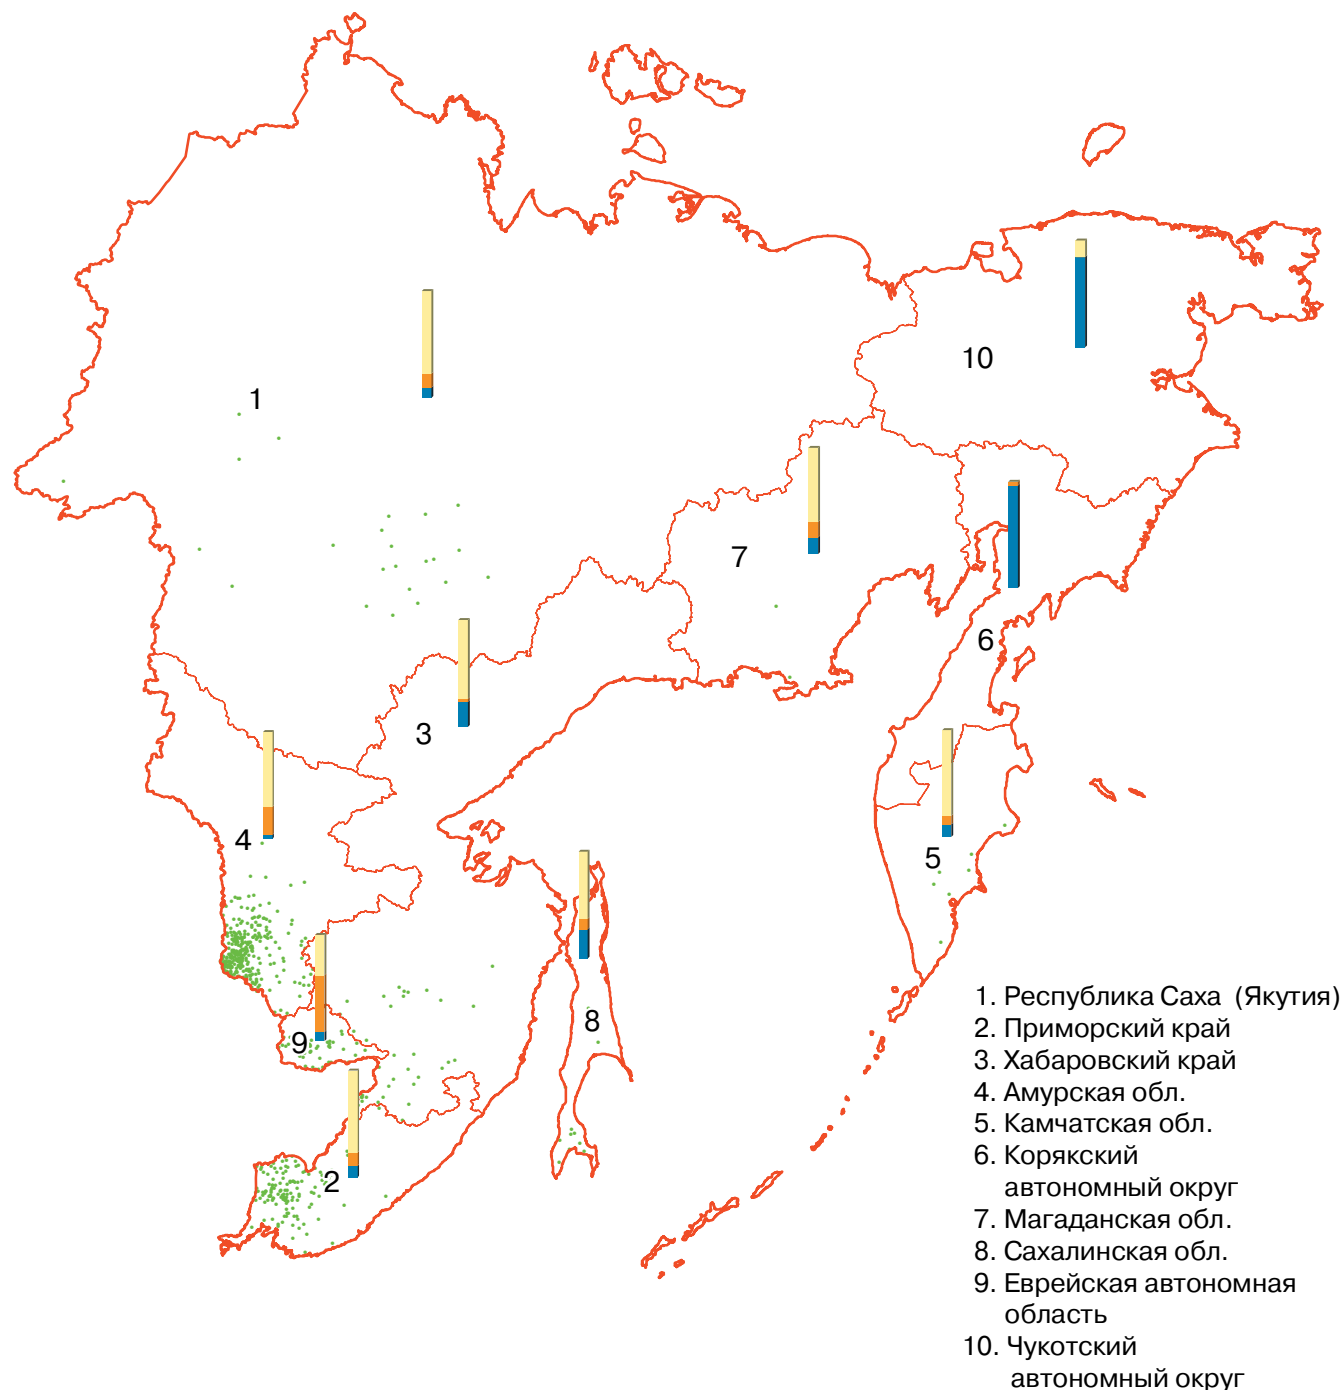 10
1
7
6
3
4
5
8
9
2
1. Республика Саха (Якутия)
2. Приморский край
3. Хабаровский край
4. Амурская обл.
5. Камчатская обл.
6. Корякский
автономный округ
7. Магаданская обл.
8. Сахалинская обл.
9. Еврейская автономная
область
10. Чукотский
автономный округ